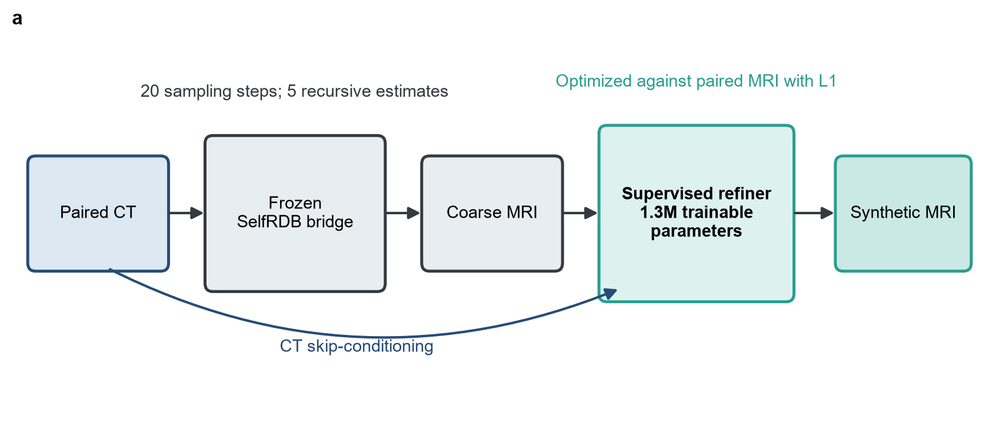 a
20 sampling steps; 5 recursive estimates
Optimized against paired MRI with L1
Paired CT
Frozen
SelfRDB bridge
Coarse MRI
Supervised refiner
1.3M trainable
parameters
Synthetic MRI
CT skip-conditioning